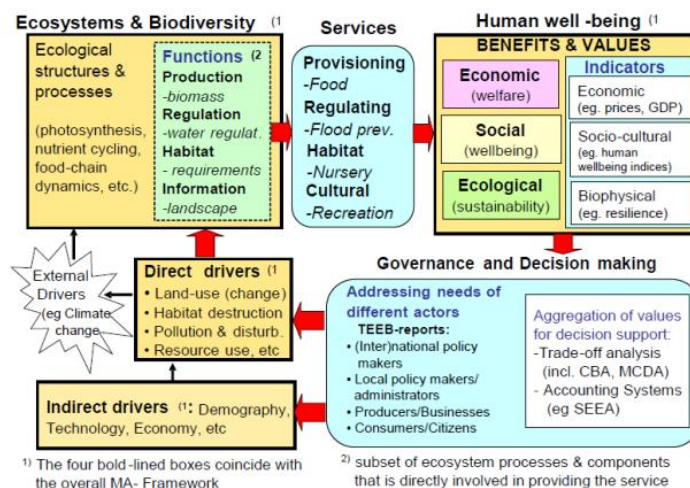 Ecosystems & Biodiversity (1
Ecological
structures &
processes
(photosynthesis,
nutrient cycling,
food-chain
dynamics, etc.)
Functions (2
Production
-biomass
Regulation
-water regulat.
Habitat
- requirements
Information
-landscape
Services
Provisioning
-Food
Regulating
-Flood prev.
Habitat
-Nursery
Cultural
-Recreation
Human well -being (1
BENEFITS & VALUES
Economic
(welfare)
Social
(wellbeing)
Ecological
(sustainability)
Indicators
Economic
(eg. prices, GDP)
Socio-cultural
(eg. human
wellbeing indices)
Biophysical
(eg. resilience)
External
Drivers
(eg Climate
change
Direct drivers (1
• Land-use (change)
• Habitat destruction
• Pollution & disturb.
• Resource use, etc
Indirect drivers (1: Demography,
Technology, Economy, etc
Governance and Decision making
Addressing needs of
different actors
TEEB-reports:
• (Inter)national policy
makers
• Local policy makers/
administrators
• Producers/Businesses
• Consumers/Citizens
Aggregation of values
for decision support:
-Trade-off analysis
(incl. CBA, MCDA)
- Accounting Systems
(eg SEEA)
1) The four bold-lined boxes coincide with
the overall MA- Framework
2) subset of ecosystem processes & components
that is directly involved in providing the service